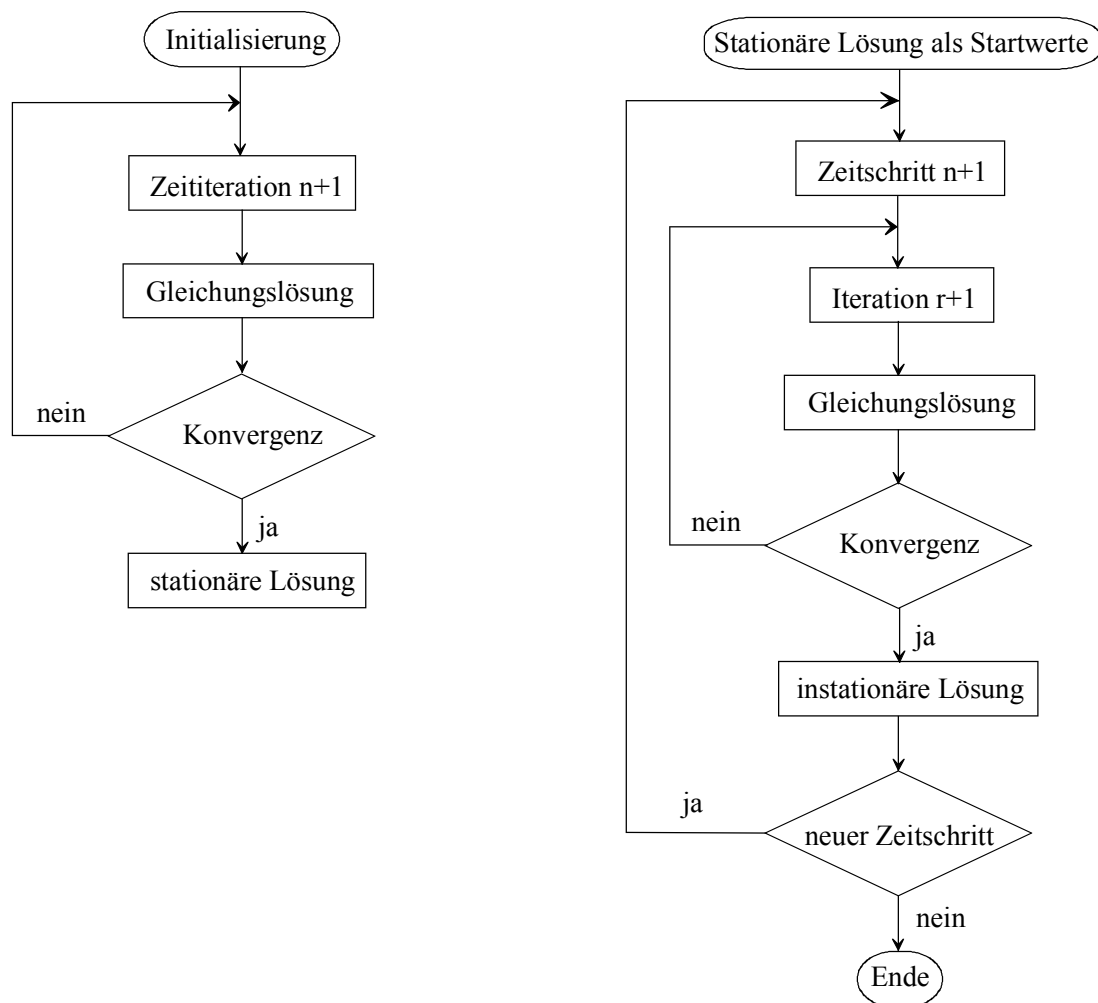 Initialisierung
Zeititeration n+1
Gleichungslösung
nein
Konvergenz
ja
stationäre Lösung
Stationäre Lösung als Startwerte
Zeitschritt n+1
Iteration r+1
Gleichungslösung
nein
Konvergenz
ja
instationäre Lösung
ja
neuer Zeitschritt
nein
Ende